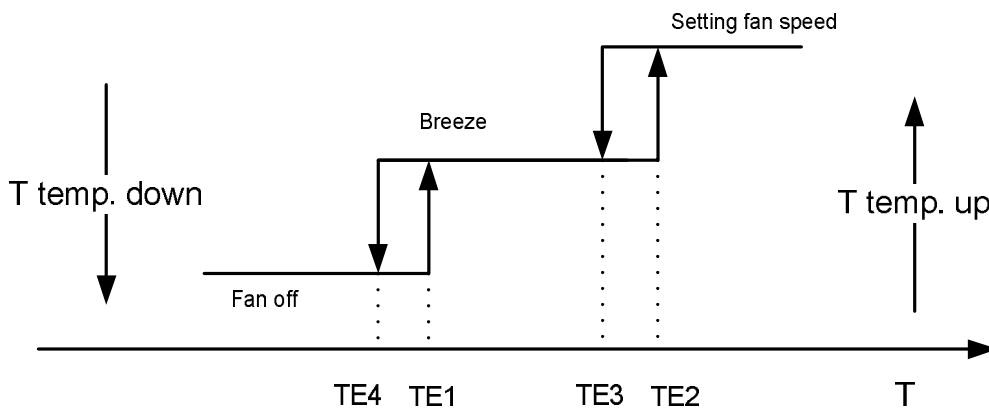 Setting fan speed
Breeze
T temp. down
T temp. up
Fan off
TE4 TE1 TE3 TE2 T